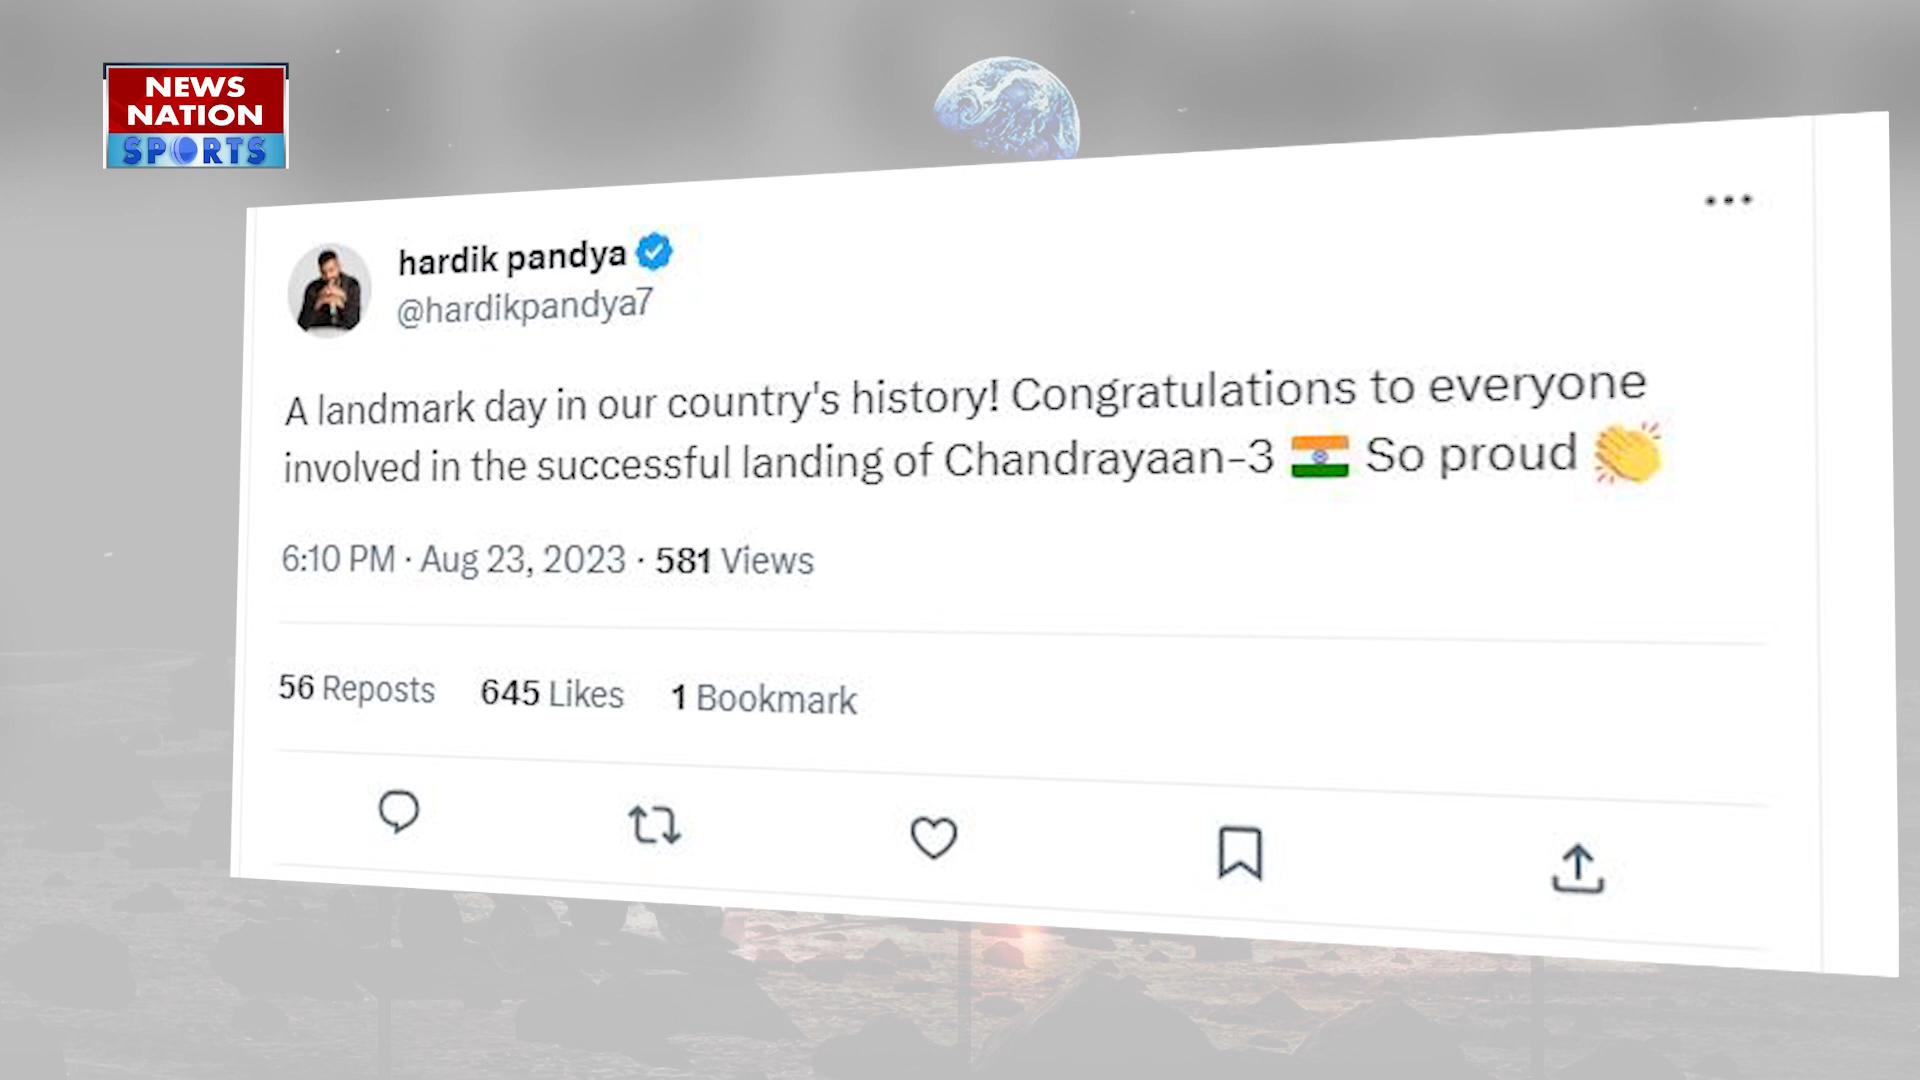 NEWS
NATION
SPORTS
hardik pandya
@hardikpandya7
A landmark day in our country's history! Congratulations to everyone
involved in the successful landing of Chandrayaan-3 🇮🇳 So proud 👏
6:10 PM · Aug 23, 2023 · 581 Views
56 Reposts 645 Likes 1 Bookmark